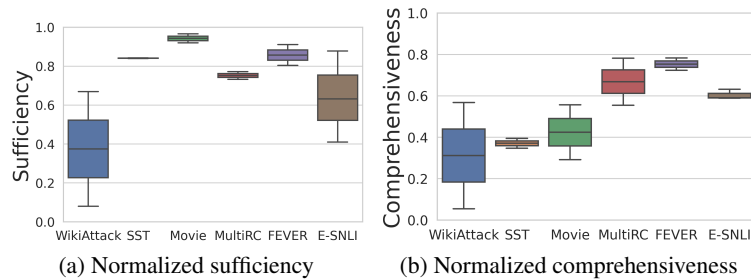 Sufficiency
1.0
0.8
0.6
0.4
0.2
0.0
WikiAttack SST Movie MultiRC FEVER E-SNLI
(a) Normalized sufficiency
Comprehensiveness
1.0
0.8
0.6
0.4
0.2
0.0
WikiAttack SST Movie MultiRC FEVER E-SNLI
(b) Normalized comprehensiveness